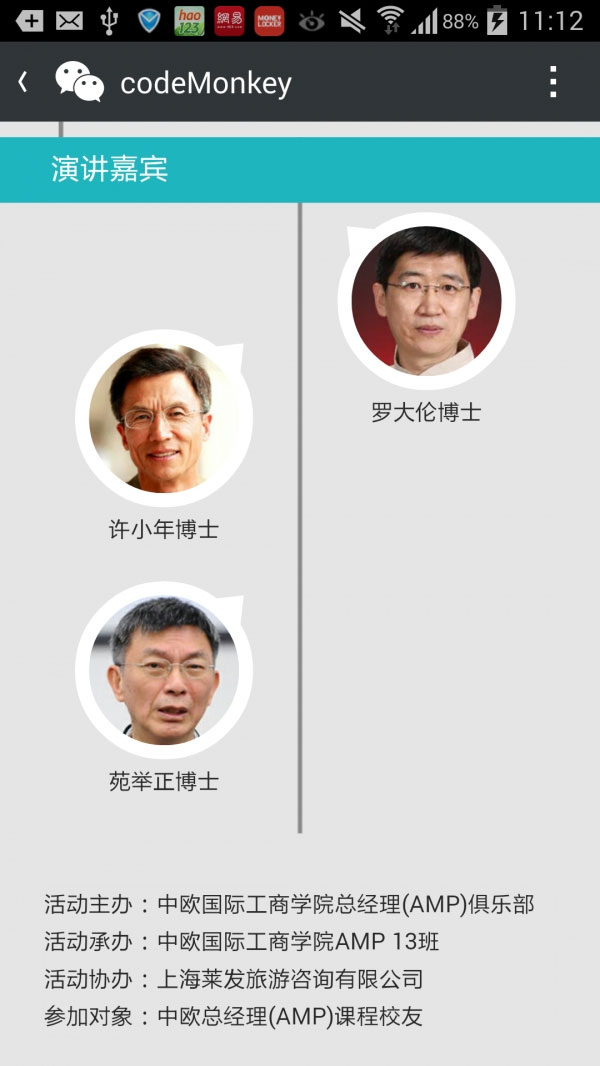 hao
123
網易
MONEY
LOCKER
88%
11:12
codeMonkey
演讲嘉宾
罗大伦博士
许小年博士
苑举正博士
活动主办：中欧国际工商学院总经理(AMP)俱乐部
活动承办：中欧国际工商学院AMP 13班
活动协办：上海莱发旅游咨询有限公司
参加对象：中欧总经理(AMP)课程校友